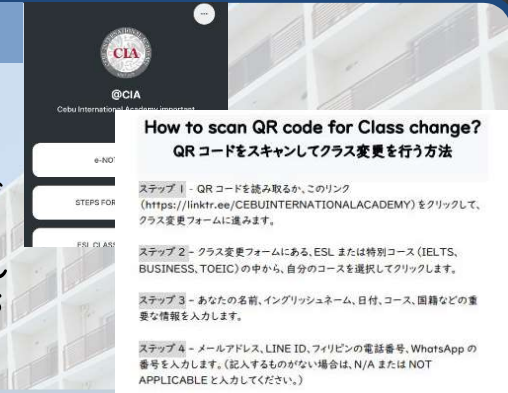 CIA
@CIA
Cebu International Academy important
e-NOT
STEPS FOR
ESL CLASS
How to scan QR code for Class change?
QRコードをスキャンしてクラス変更を行う方法
ステップ 1 - QRコードを読み取るか、このリンク
(https://linktr.ee/CEBUINTERNATIONALACADEMY)をクリックして、
クラス変更フォームに進みます。
ステップ 2 – クラス変更フォームにある、ESL または特別コース (IELTS、
BUSINESS、TOEIC) の中から、自分のコースを選択してクリックします。
ステップ 3 – あなたの名前、イングリッシュネーム、日付、コース、国籍などの重
要な情報を入力します。
ステップ 4 – メールアドレス、LINE ID、フィリピンの電話番号、WhatsApp の
番号を入力します。(記入するものがない場合は、N/A または NOT
APPLICABLE と入力してください。)